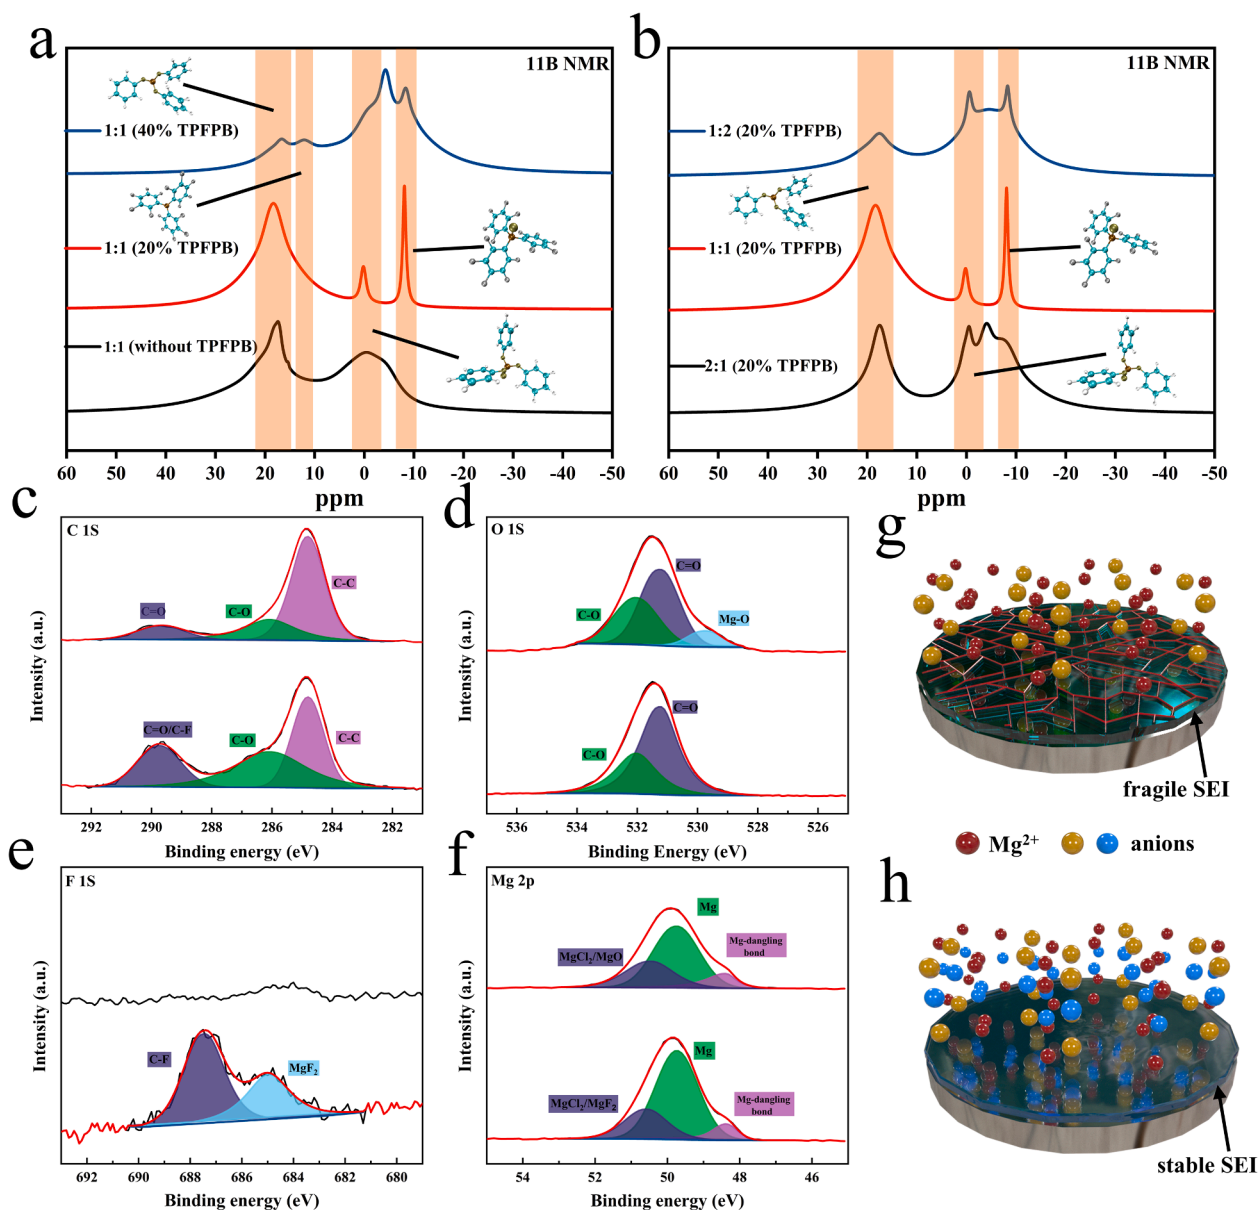 a
11B NMR
1:1 (40% TPFPB)
1:1 (20% TPFPB)
1:1 (without TPFPB)
60 50 40 30 20 10 0 -10 -20 -30 -40 -50
ppm
b
11B NMR
1:2 (20% TPFPB)
1:1 (20% TPFPB)
2:1 (20% TPFPB)
60 50 40 30 20 10 0 -10 -20 -30 -40 -50
ppm
c
C 1S
C-C
C=O
C-O
C=O/C-F
C-O
C-C
292 290 288 286 284 282
Binding energy (eV)
Intensity (a.u.)
d
O 1S
C=O
C-O
Mg-O
C=O
C-O
536 534 532 530 528 526
Binding Energy (eV)
Intensity (a.u.)
e
F 1S
C-F
MgF2
692 690 688 686 684 682 680
Binding energy (eV)
Intensity (a.u.)
f
Mg 2p
Mg
MgCl2/MgO
Mg-dangling
bond
Mg
MgCl2/MgF2
Mg-dangling
bond
54 52 50 48 46
Binding energy (eV)
Intensity (a.u.)
g
fragile SEI
Mg2+ anions
h
stable SEI